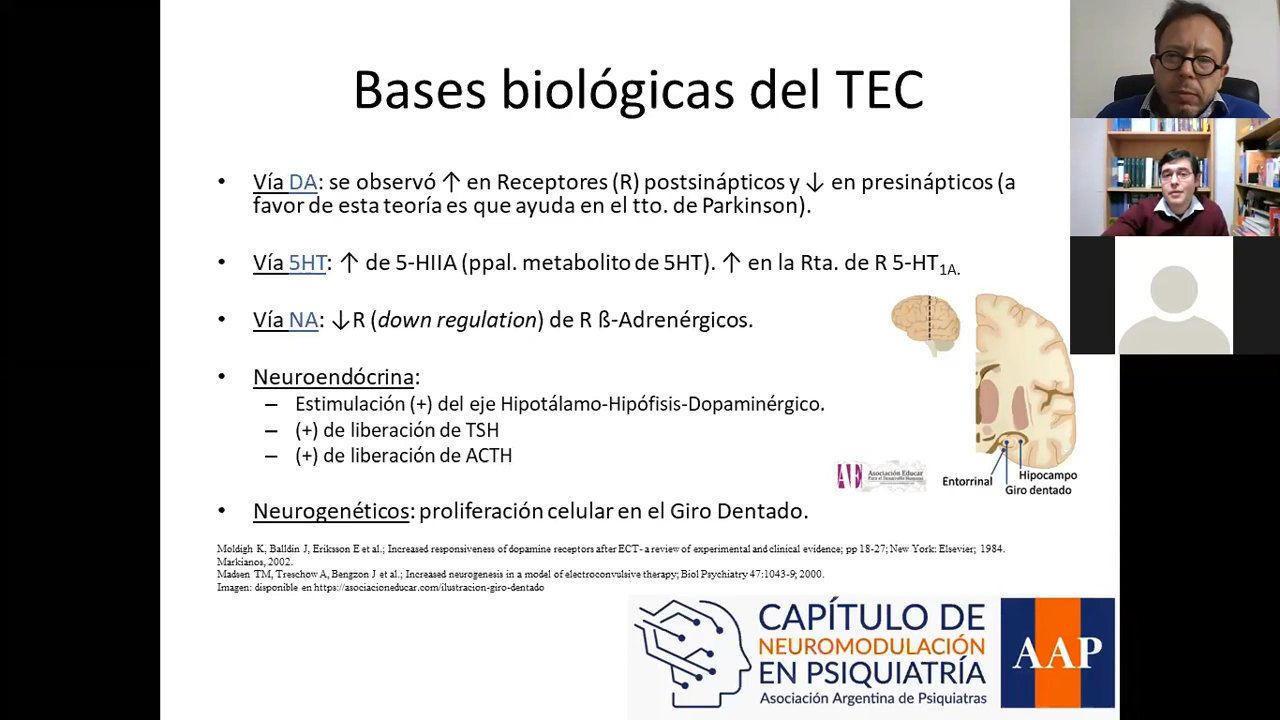 Bases biológicas del TEC
• Vía DA: se observó ↑ en Receptores (R) postsinápticos y ↓ en presinápticos (a
favor de esta teoría es que ayuda en el tto. de Parkinson).
• Vía 5HT: ↑ de 5-HIIA (ppal. metabolito de 5HT). ↑ en la Rta. de R 5-HT1A.
• Vía NA: ↓R (down regulation) de R ß-Adrenérgicos.
• Neuroendócrina:
– Estimulación (+) del eje Hipotálamo-Hipófisis-Dopaminérgico.
– (+) de liberación de TSH
– (+) de liberación de ACTH
AE Asociación Educar
Para el Desarrollo Humano
Entorrinal
Hipocampo
Giro dentado
• Neurogenéticos: proliferación celular en el Giro Dentado.
Moldigh K, Balldin J, Eriksson E et al.; Increased responsiveness of dopamine receptors after ECT- a review of experimental and clinical evidence; pp 18-27; New York: Elsevier; 1984.
Markianos, 2002.
Madsen TM, Treschow A, Bengzon J et al.; Increased neurogenesis in a model of electroconvulsive therapy; Biol Psychiatry 47:1043-9; 2000.
Imagen: disponible en https://asociacioneducar.com/ilustracion-giro-dentado
CAPÍTULO DE
NEUROMODULACIÓN
EN PSIQUIATRÍA
Asociación Argentina de Psiquiatras
AAP